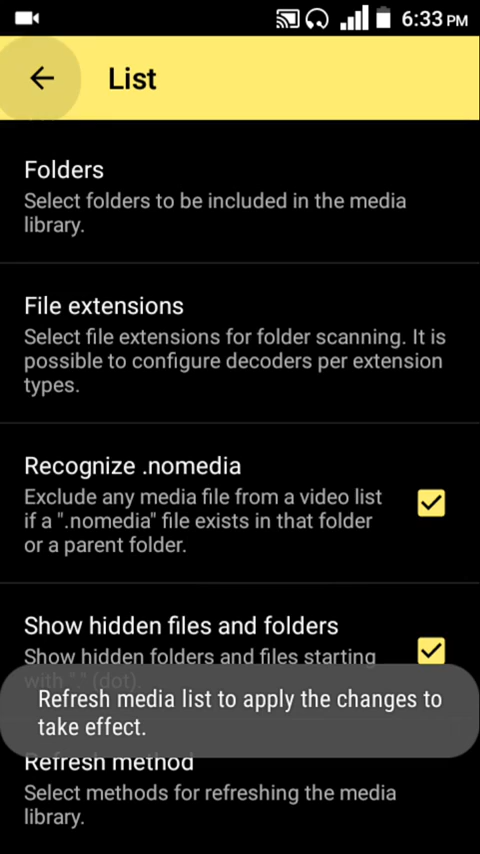 6:33 PM
List
Folders
Select folders to be included in the media
library.
File extensions
Select file extensions for folder scanning. It is
possible to configure decoders per extension
types.
Recognize .nomedia
Exclude any media file from a video list
if a ".nomedia" file exists in that folder
or a parent folder.
Show hidden files and folders
Show hidden folders and files starting
with "." (dot).
Refresh media list to apply the changes to
take effect.
Refresh method
Select methods for refreshing the media
library.